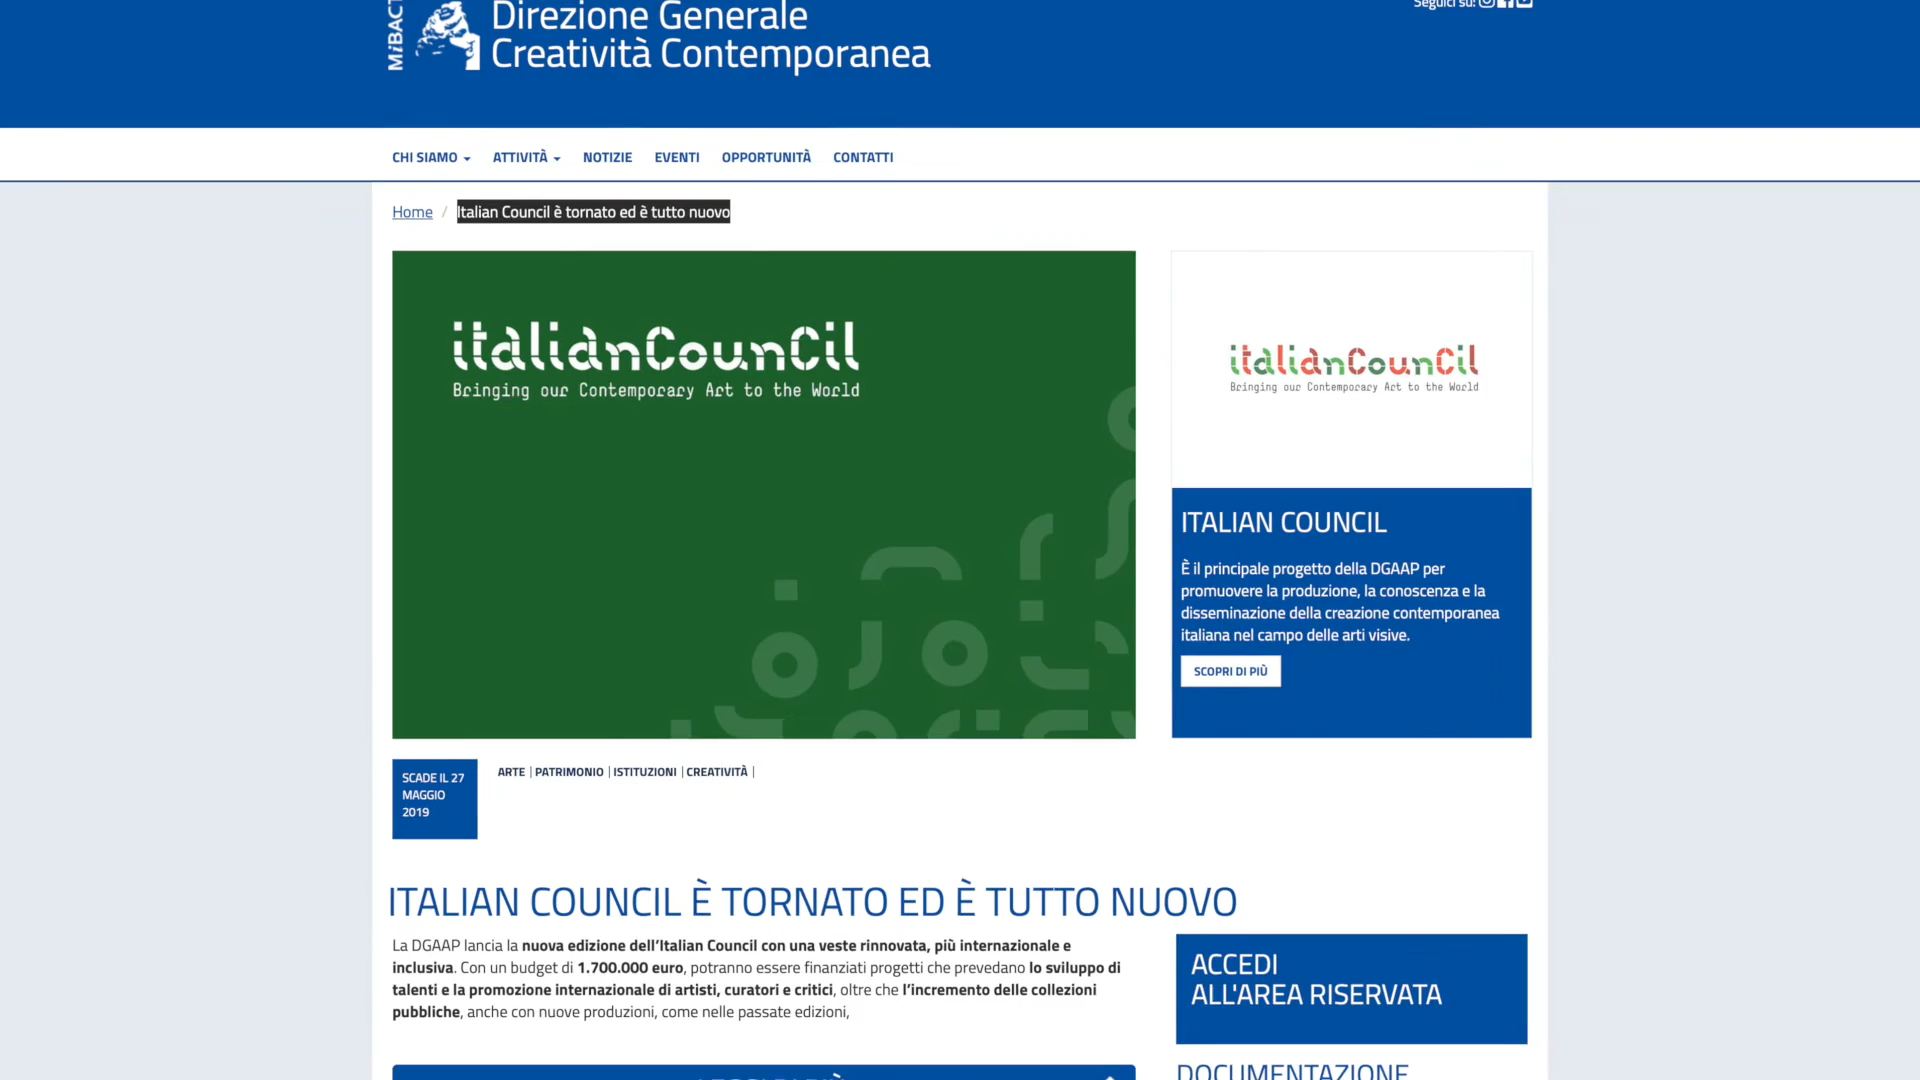 MiBACT
Direzione Generale
Creatività Contemporanea
Seguici su:
CHI SIAMO
ATTIVITÀ
NOTIZIE
EVENTI
OPPORTUNITÀ
CONTATTI
Home / Italian Council è tornato ed è tutto nuovo
italianCounCil
Bringing our Contemporary Art to the World
italianCounCil
Bringing our Contemporary Art to the World
ITALIAN COUNCIL
È il principale progetto della DGAAP per
promuovere la produzione, la conoscenza e la
disseminazione della creazione contemporanea
italiana nel campo delle arti visive.
SCOPRI DI PIÙ
SCADE IL 27
MAGGIO
2019
ARTE | PATRIMONIO | ISTITUZIONI | CREATIVITÀ |
ITALIAN COUNCIL È TORNATO ED È TUTTO NUOVO
La DGAAP lancia la nuova edizione dell'Italian Council con una veste rinnovata, più internazionale e
inclusiva. Con un budget di 1.700.000 euro, potranno essere finanziati progetti che prevedano lo sviluppo di
talenti e la promozione internazionale di artisti, curatori e critici, oltre che l'incremento delle collezioni
pubbliche, anche con nuove produzioni, come nelle passate edizioni,
ACCEDI
ALL'AREA RISERVATA
DOCUMENTAZIONE